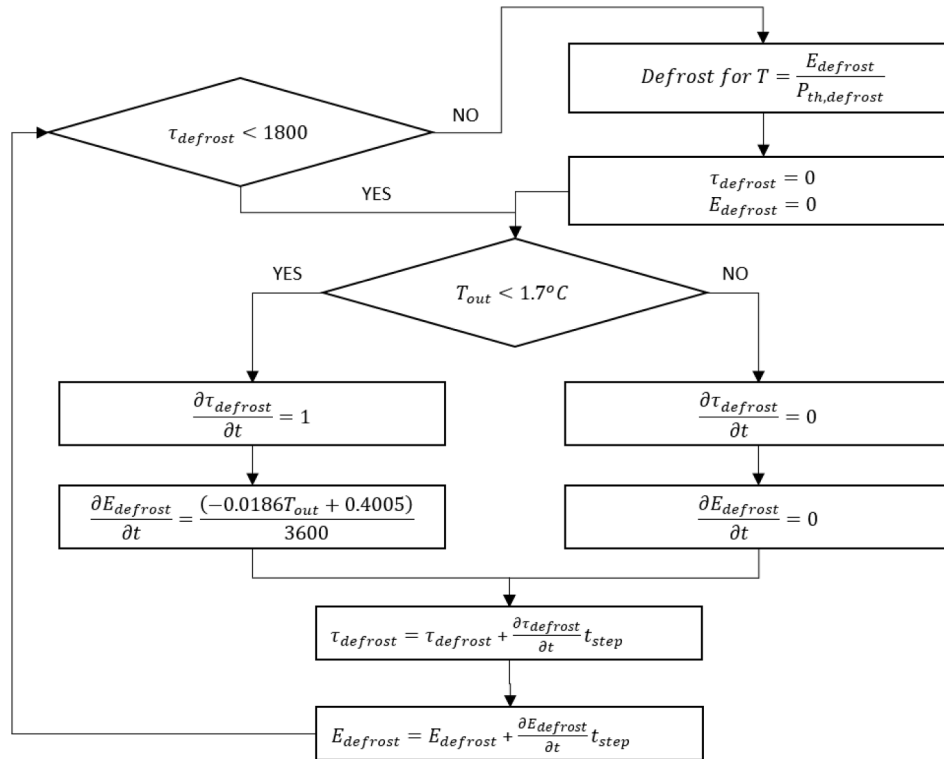 Defrost for T = E_defrost / P_th,defrost
τ_defrost < 1800
NO
YES
τ_defrost = 0
E_defrost = 0
YES
T_out < 1.7°C
NO
∂τ_defrost / ∂t = 1
∂τ_defrost / ∂t = 0
∂E_defrost / ∂t = (−0.0186T_out + 0.4005) / 3600
∂E_defrost / ∂t = 0
τ_defrost = τ_defrost + ∂τ_defrost / ∂t t_step
E_defrost = E_defrost + ∂E_defrost / ∂t t_step